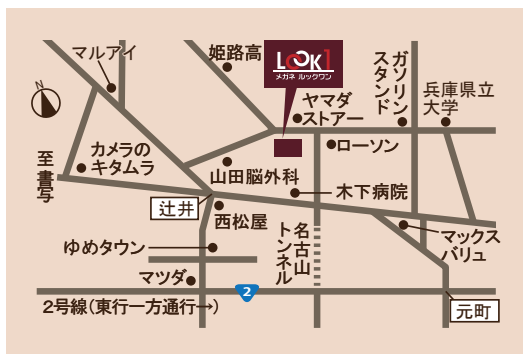 マルアイ
姫路高
LOOK1
メガネ ルックワン
ガソリン
スタンド
兵庫県立
大学
N
ヤマダ
ストアー
カメラの
キタムラ
ローソン
至書写
山田脳外科
木下病院
辻井
西松屋
名古山
トンネル
マックス
バリュ
ゆめタウン
マツダ
2
2号線(東行一方通行→)
元町